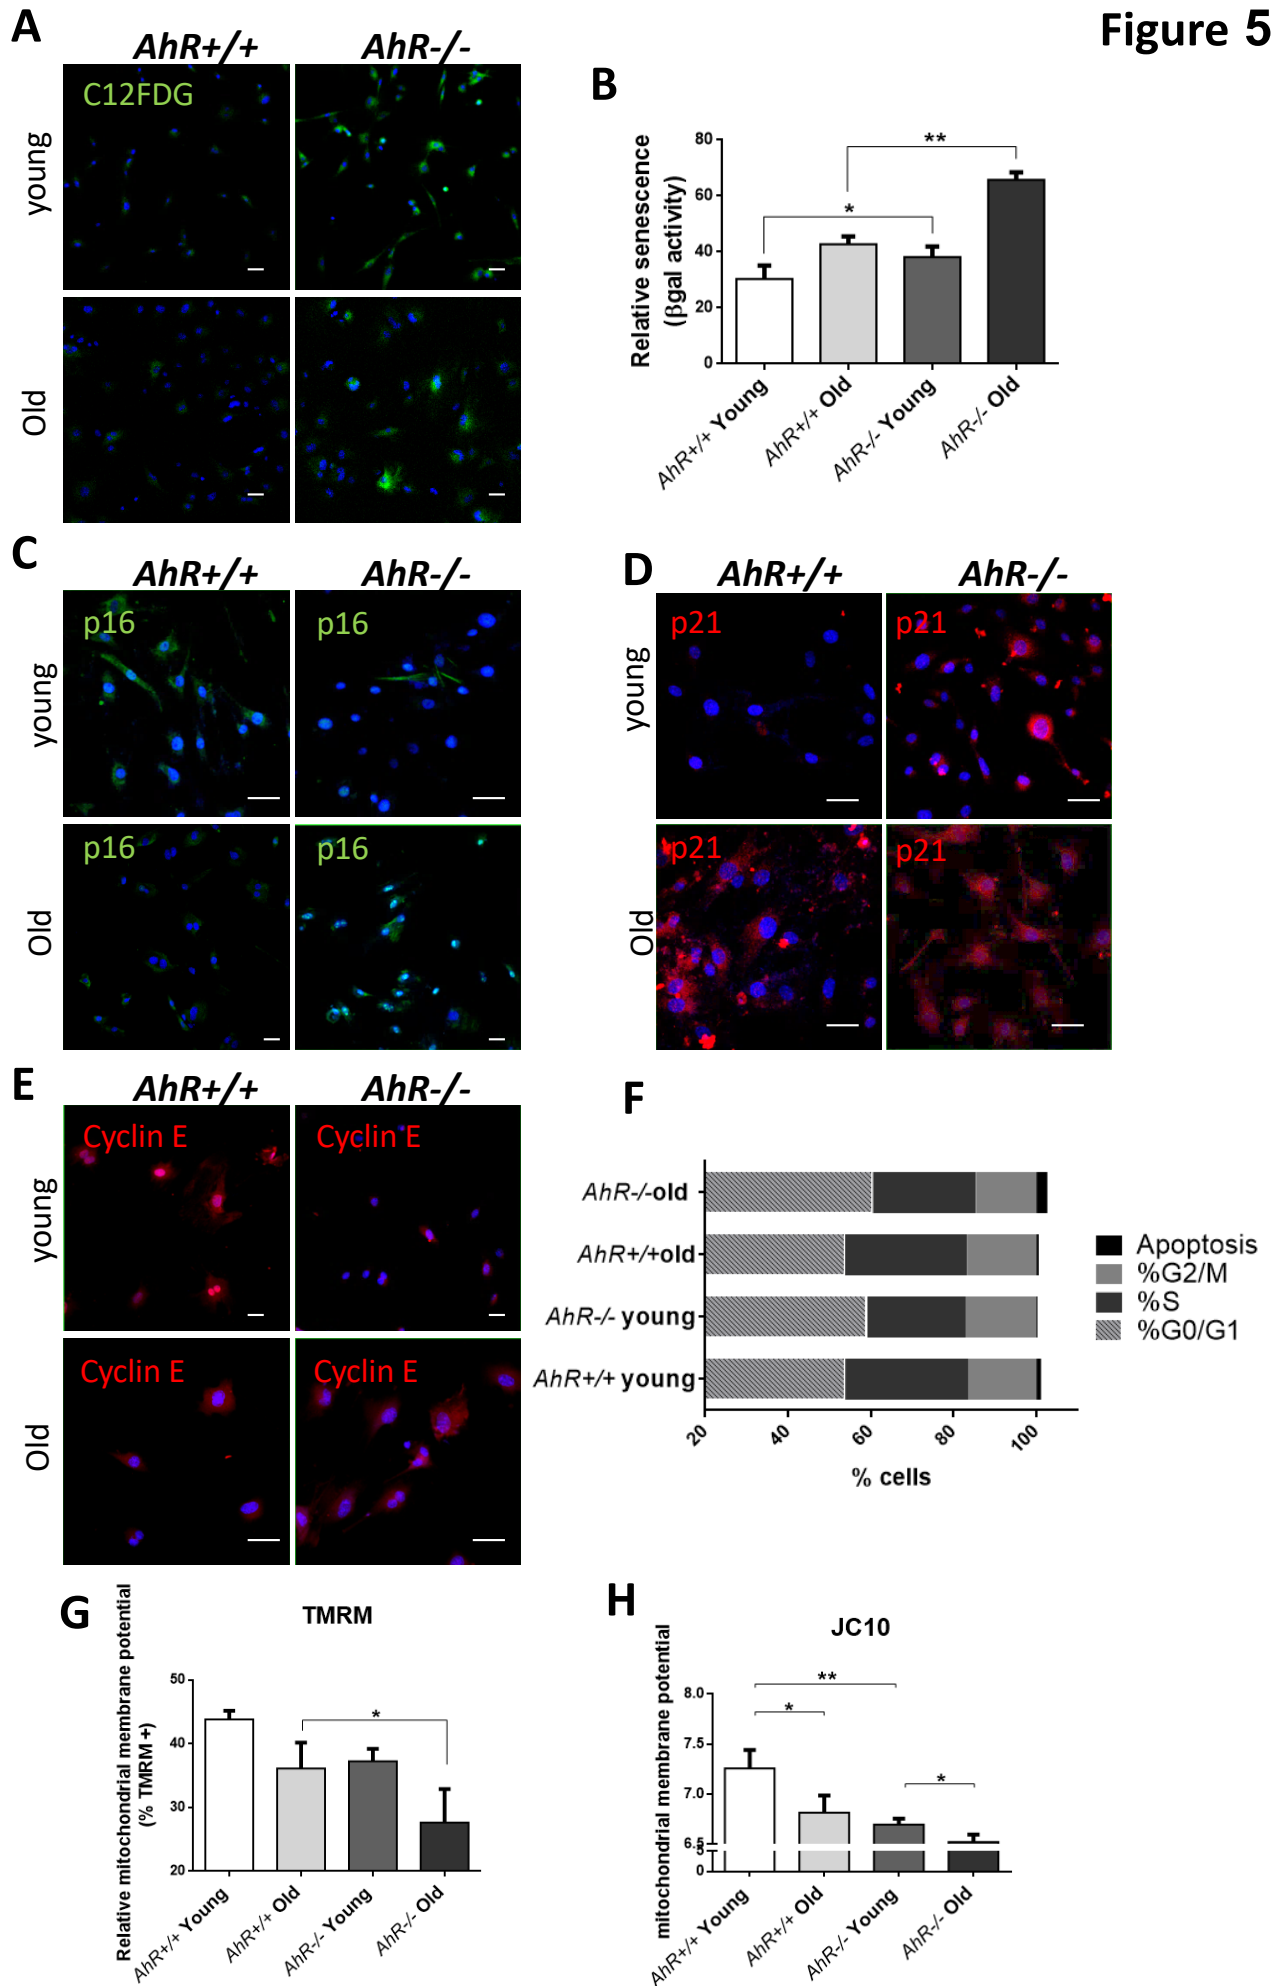 Figure 5
A
AhR+/+
AhR-/-
C12FDG
young
Old
B
Relative senescence
(βgal activity)
80
60
40
20
0
*
**
AhR+/+ Young
AhR+/+ Old
AhR-/- Young
AhR-/- Old
C
AhR+/+
AhR-/-
p16
p16
young
p16
p16
Old
D
AhR+/+
AhR-/-
p21
p21
young
p21
p21
Old
E
AhR+/+
AhR-/-
Cyclin E
Cyclin E
young
Cyclin E
Cyclin E
Old
F
AhR-/-old
AhR+/+old
AhR-/- young
AhR+/+ young
20
40
60
80
100
% cells
Apoptosis
%G2/M
%S
%G0/G1
G
TMRM
Relative mitochondrial membrane potential
(% TMRM +)
50
40
30
20
*
AhR+/+ Young
AhR+/+ Old
AhR-/- Young
AhR-/- Old
H
JC10
mitochondrial membrane potential
8.0
7.5
7.0
6.5
5
0
**
*
*
AhR+/+ Young
AhR+/+ Old
AhR-/- Young
AhR-/- Old